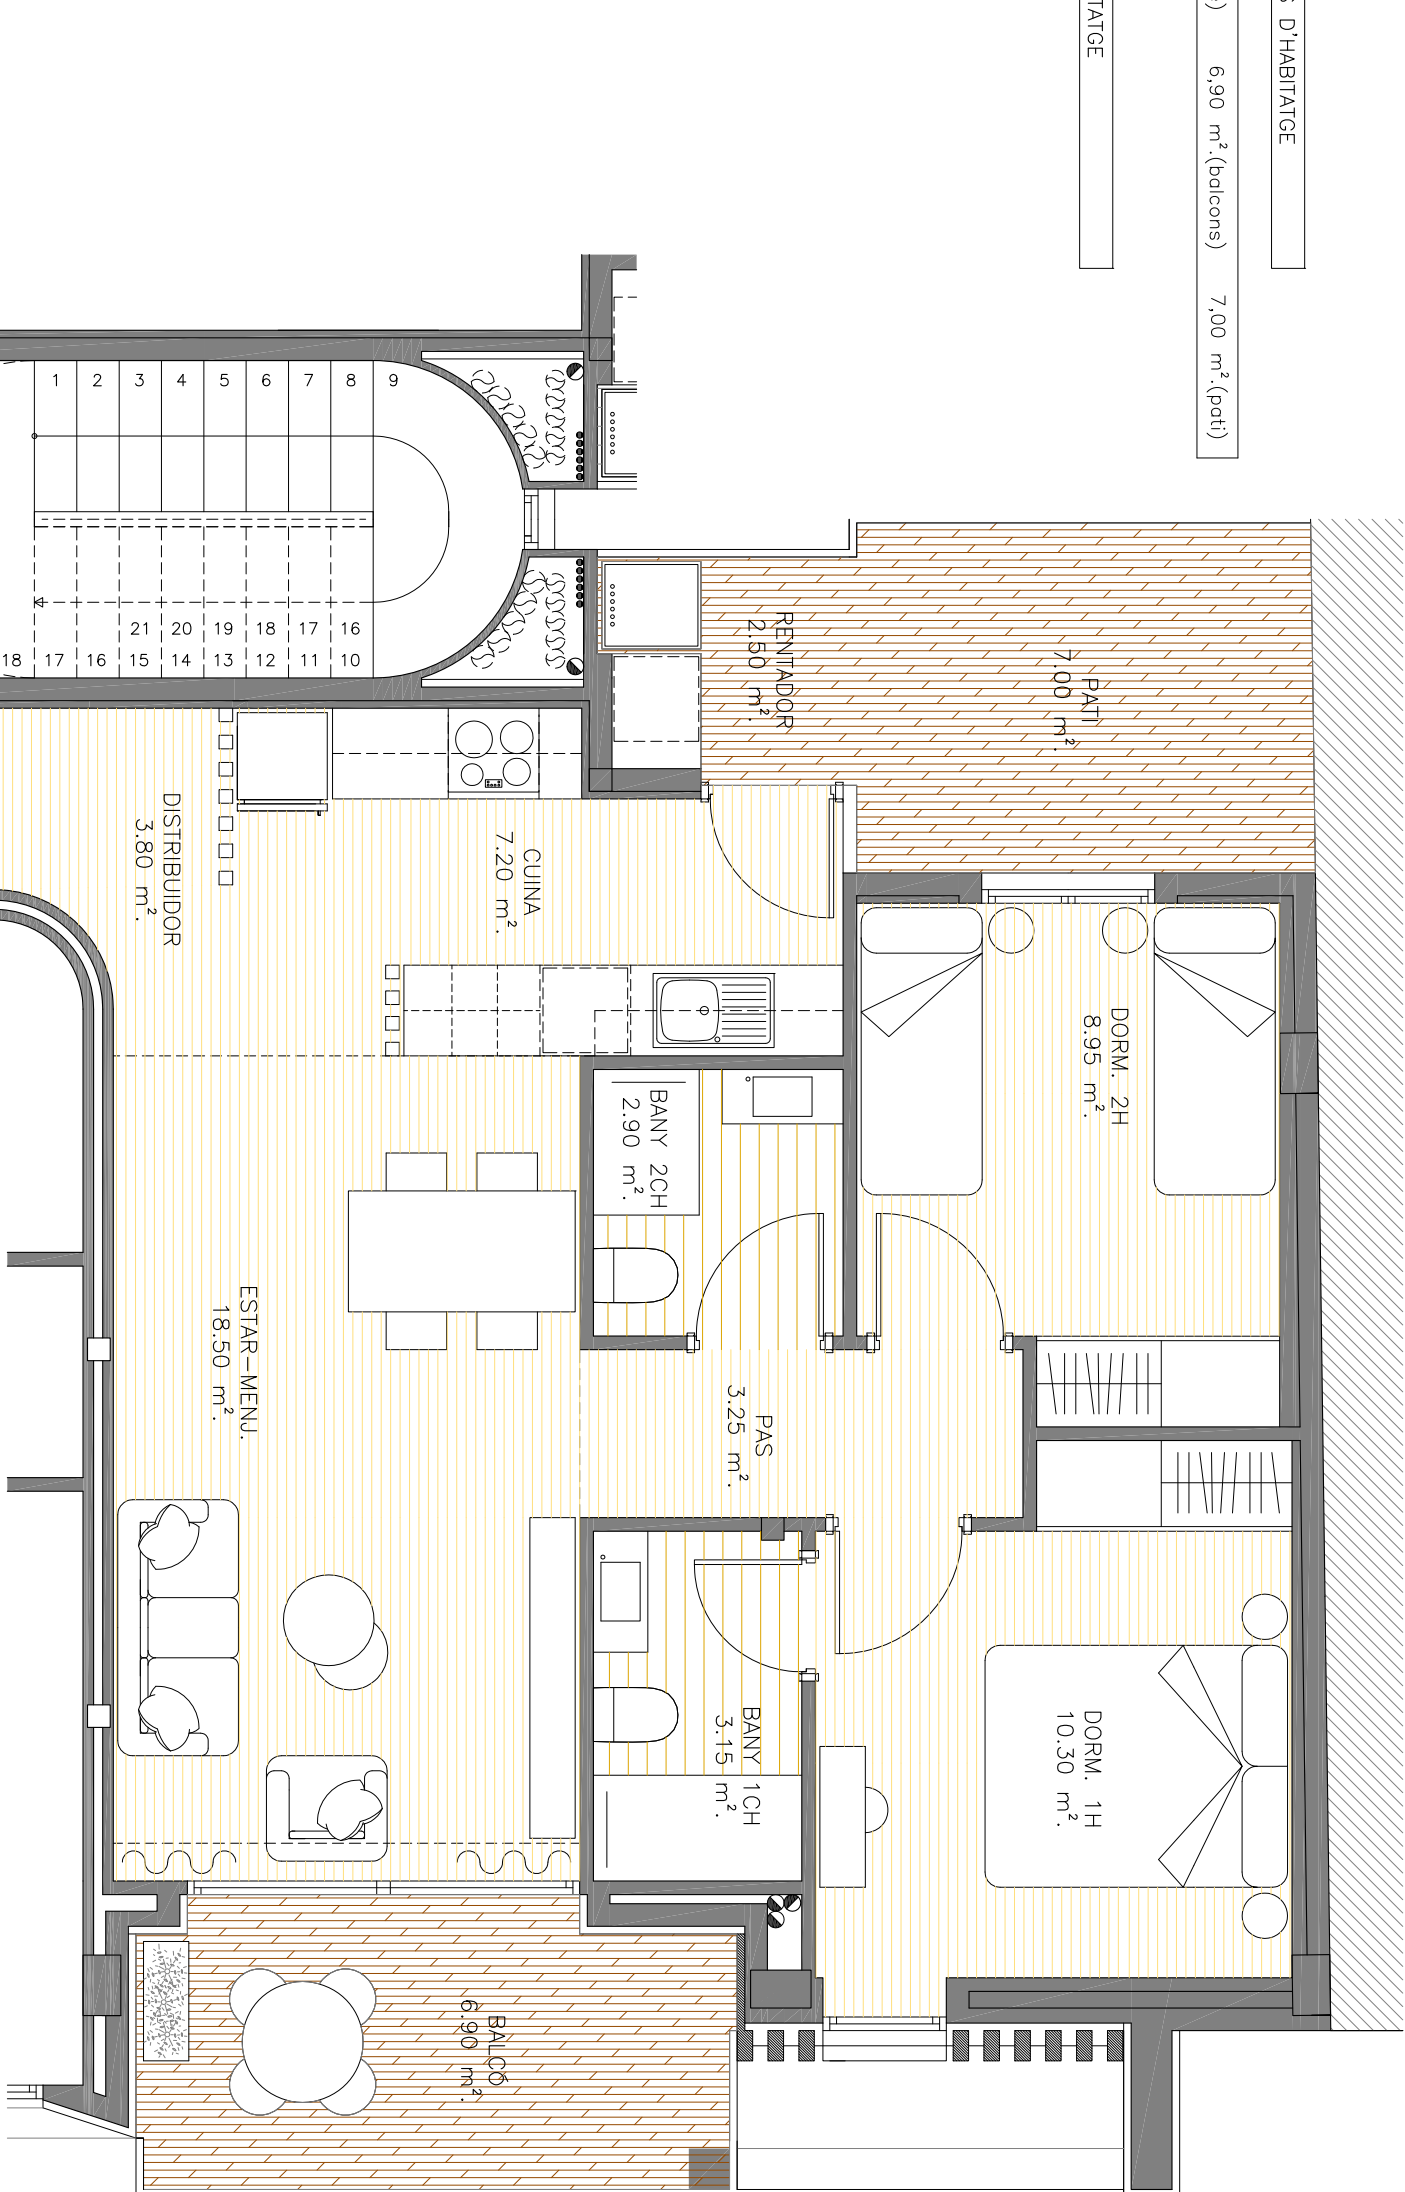 S D'HABITATGE
6,90 m².(balcons) 7,00 m².(pati)
TATGE
1 2 3 4 5 6 7 8 9
21 20 19 18 17 16
18 17 16 15 14 13 12 11 10
PATI
7.00 m².
RENTADOR
2.50 m².
CUINA
7.20 m².
DISTRIBUIDOR
3.80 m².
DORM. 2H
8.95 m².
BANY 2CH
2.90 m².
ESTAR-MENJ.
18.50 m².
PAS
3.25 m².
DORM. 1H
10.30 m².
BANY 1CH
3.15 m².
BALCÓ
6.90 m².